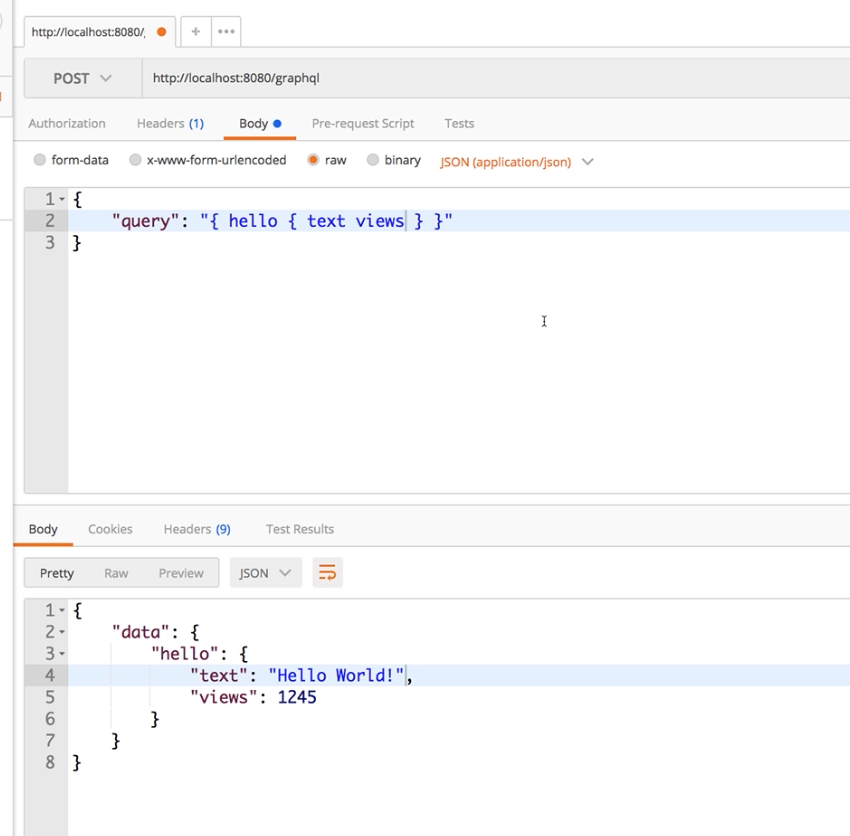 http://localhost:8080/
POST http://localhost:8080/graphql
Authorization Headers (1) Body Pre-request Script Tests
form-data x-www-form-urlencoded raw binary JSON (application/json)
1 {
2 "query": "{ hello { text views } }"
3 }
Body Cookies Headers (9) Test Results
Pretty Raw Preview JSON
1 {
2 "data": {
3 "hello": {
4 "text": "Hello World!",
5 "views": 1245
6 }
7 }
8 }